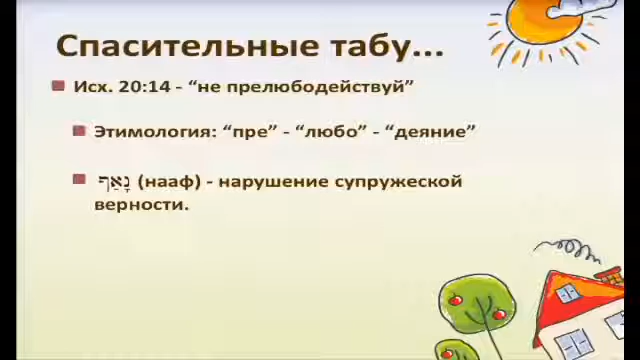 Спасительные табу...
Исх. 20:14 - “не прелюбодействуй”
Этимология: “пре” - “любо” - “деяние”
נָאַף (нааф) - нарушение супружеской
верности.